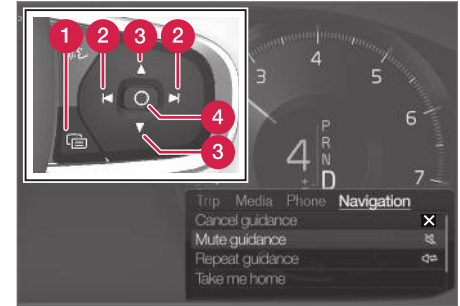 1 2 3 2
4
3
3 4 5 6 7
4
P
R
N
D
+
-
Trip Media Phone Navigation
Cancel guidance
Mute guidance
Repeat guidance
Take me home